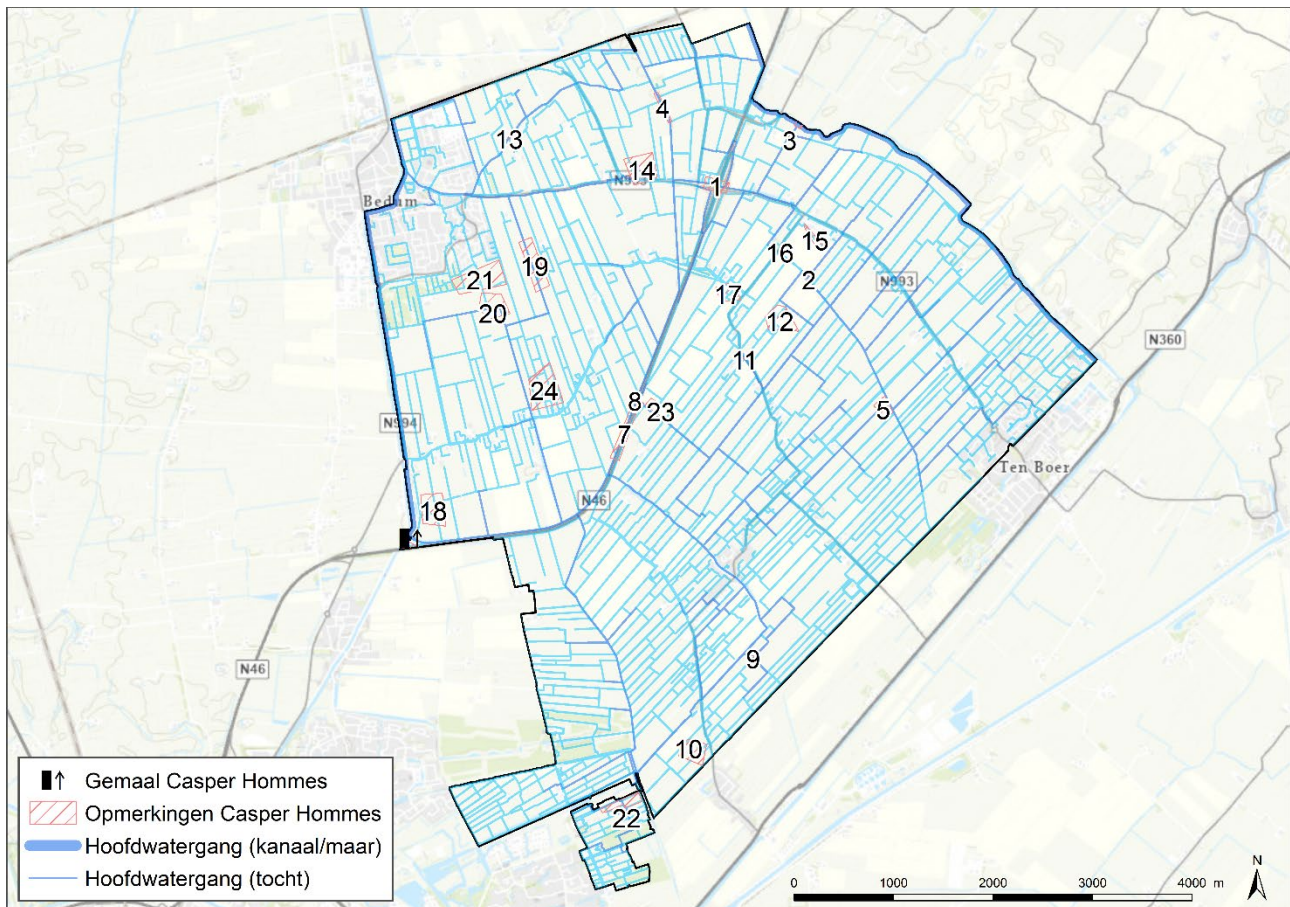 4
13
3
14
N993
1
Bedum
15
16
2
19
21
17
N993
20
12
N360
11
24
8
23
5
N994
7
Ten Boer
18
N46
9
N46
10
22
Gemaal Casper Hommes
Opmerkingen Casper Hommes
Hoofdwatergang (kanaal/maar)
Hoofdwatergang (tocht)
N
0 1000 2000 3000 4000 m